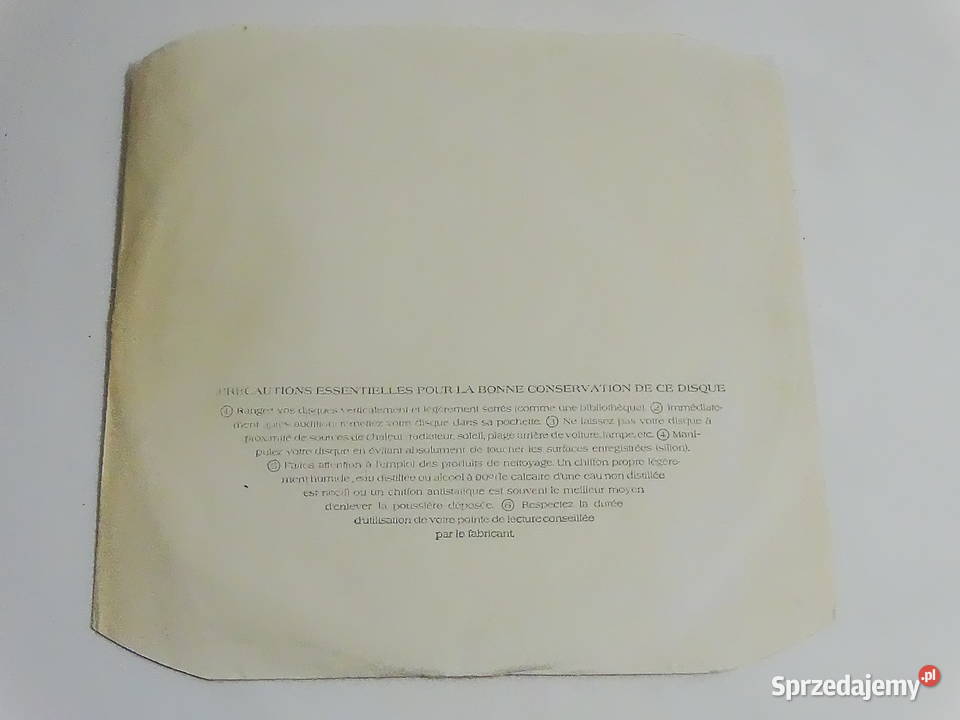 PRECAUTIONS ESSENTIELLES POUR LA BONNE CONSERVATION DE CE DISQUE
① Rangez vos disques verticalement et légèrement serrés (comme une bibliothèque). ② Immédiate-
ment après audition remettez votre disque dans sa pochette. ③ Ne laissez pas votre disque à
proximité de sources de chaleur: radiateur, soleil, plage arrière de voiture, lampe, etc. ④ Mani-
pulez votre disque en évitant absolument de toucher les surfaces enregistrées (sillon).
⑤ Faites attention à l'emploi des produits de nettoyage. Un chiffon propre légère-
ment humide, eau distillée ou alcool à 90° (le calcaire d'une eau non distillée
est nocif) ou un chiffon antistatique est souvent le meilleur moyen
d'enlever la poussière déposée. ⑥ Respectez la durée
d'utilisation de votre pointe de lecture conseillée
par le fabricant.
Sprzedajemy.pl